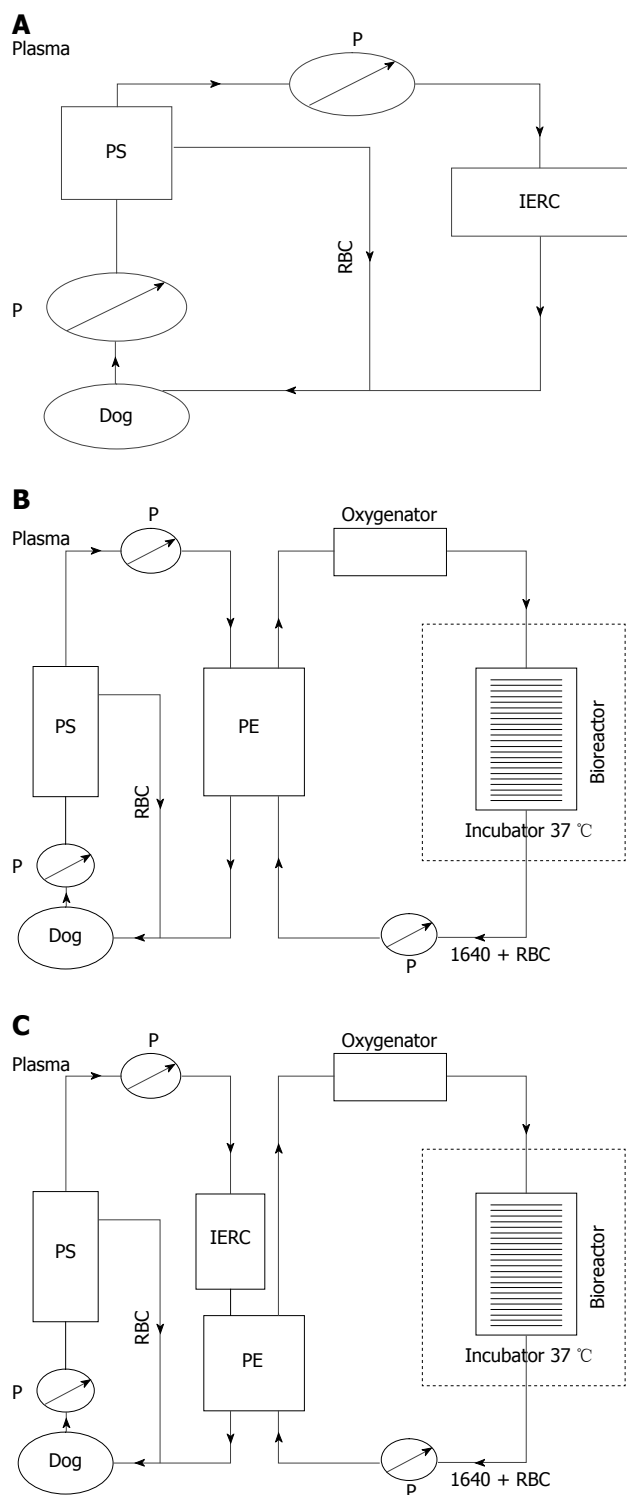 A
Plasma
P
PS
IERC
RBC
P
Dog
B
Plasma
P
Oxygenator
PS
PE
RBC
Bioreactor
Incubator 37 ℃
P
Dog
P
1640 + RBC
C
Plasma
P
Oxygenator
PS
IERC
RBC
PE
Bioreactor
Incubator 37 ℃
P
Dog
P
1640 + RBC